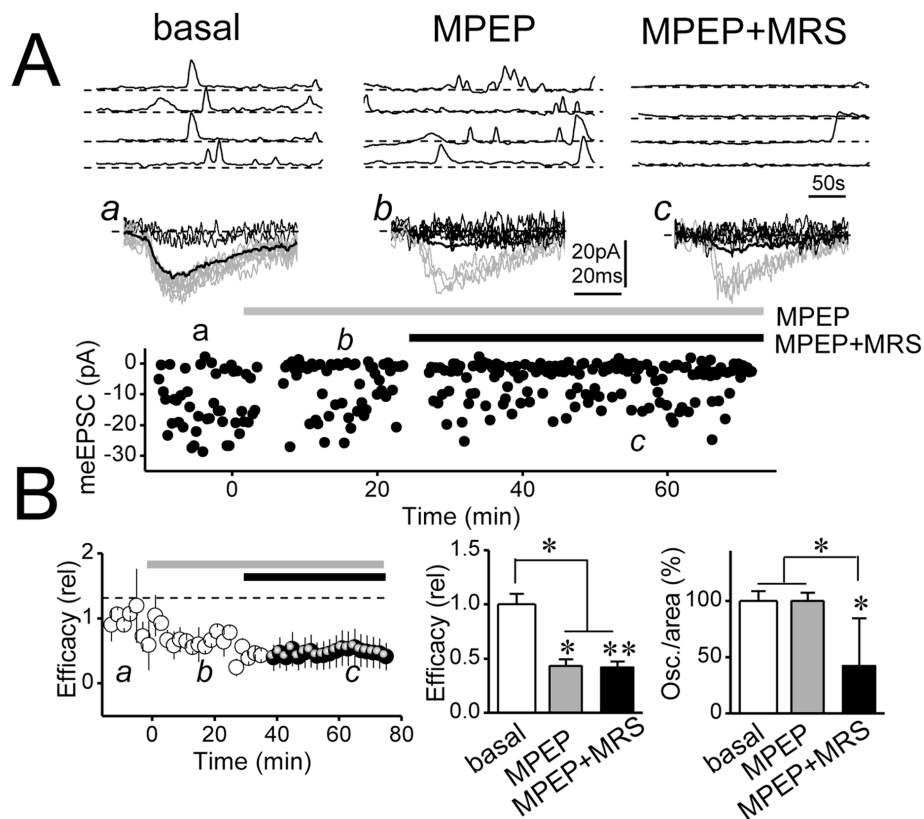 A
basal MPEP MPEP+MRS
50s
a b c
20pA
20ms
MPEP
MPEP+MRS
a b c
meEPSC (pA)
0
-10
-20
-30
0 20 40 60
Time (min)
B
Efficacy (rel)
2
1
0
a b c
0 20 40 60 80
Time (min)
Efficacy (rel)
1.5
1.0
0.5
0.0
*
* **
basal MPEP MPEP+MRS
Osc./area (%)
100
50
0
*
*
basal MPEP MPEP+MRS